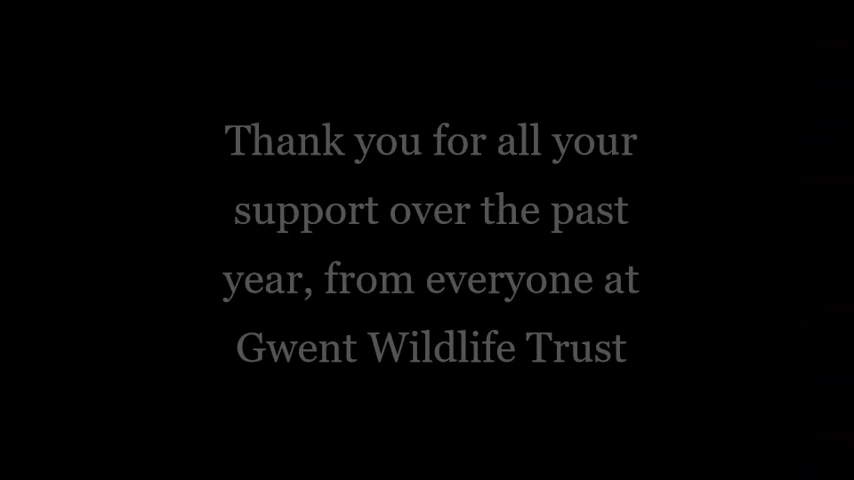 Thank you for all your
support over the past
year, from everyone at
Gwent Wildlife Trust